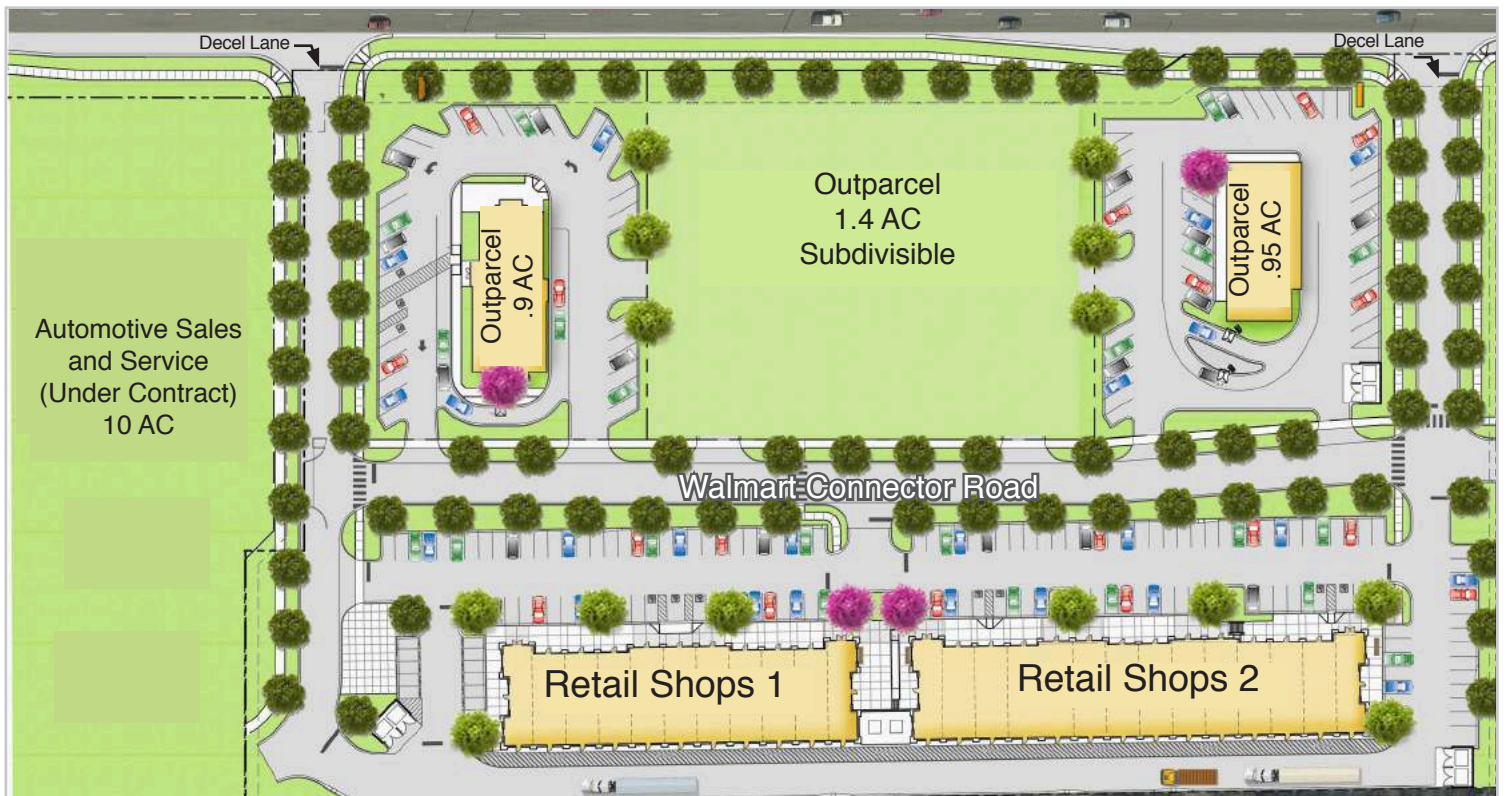 Decel Lane
Decel Lane
Outparcel
.9 AC
Outparcel
1.4 AC
Subdivisible
Outparcel
.95 AC
Automotive Sales
and Service
(Under Contract)
10 AC
Walmart Connector Road
Retail Shops 1
Retail Shops 2